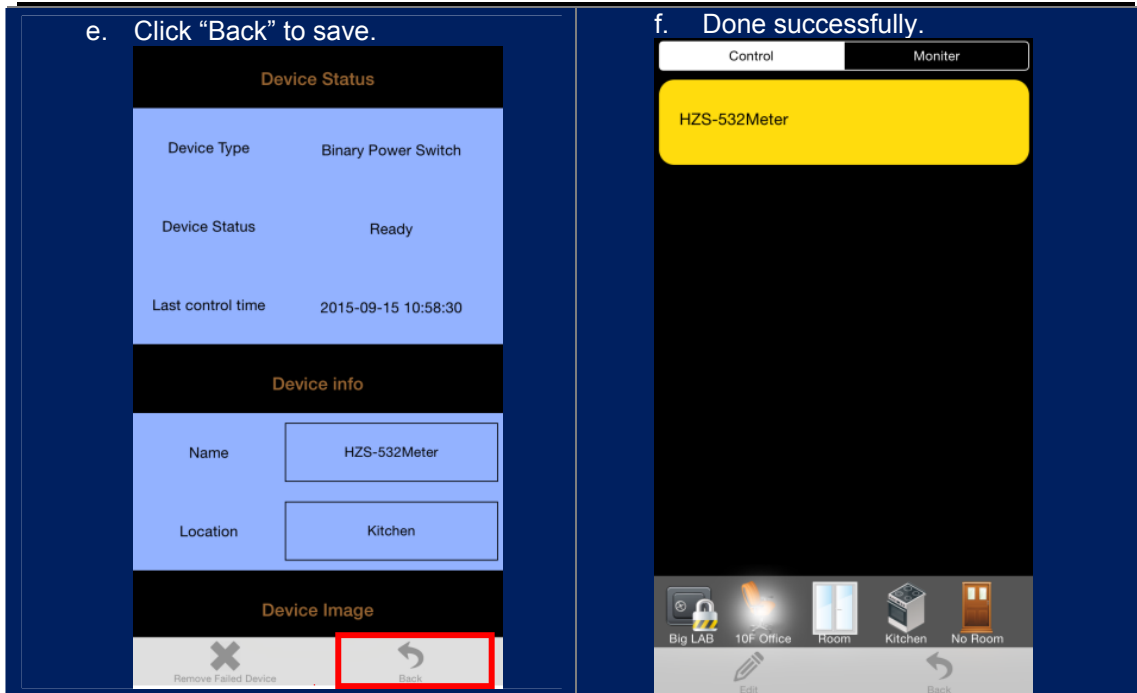 e. Click “Back” to save.
Device Status
Device Type Binary Power Switch
Device Status Ready
Last control time 2015-09-15 10:58:30
Device info
Name HZS-532Meter
Location Kitchen
Device Image
Remove Failed Device Back
f. Done successfully.
Control Moniter
HZS-532Meter
Big LAB 10F Office Room Kitchen No Room
Edit Back